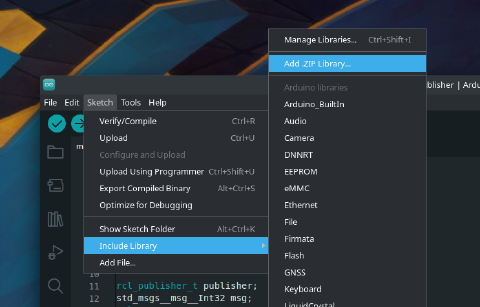 Manage Libraries... Ctrl+Shift+I
Add .ZIP Library...
Arduino libraries
Arduino_BuiltIn
Audio
Camera
DNNRT
EEPROM
eMMC
Ethernet
File
Firmata
Flash
GNSS
Keyboard
LiquidCrystal
ublisher | Ardu
File Edit Sketch Tools Help
Verify/Compile Ctrl+R
Upload Ctrl+U
Configure and Upload
Upload Using Programmer Ctrl+Shift+U
Export Compiled Binary Alt+Ctrl+S
Optimize for Debugging
Show Sketch Folder Alt+Ctrl+K
Include Library
Add File...
10
11 rcl_publisher_t publisher;
12 std_msgs__msg__Int32 msg;